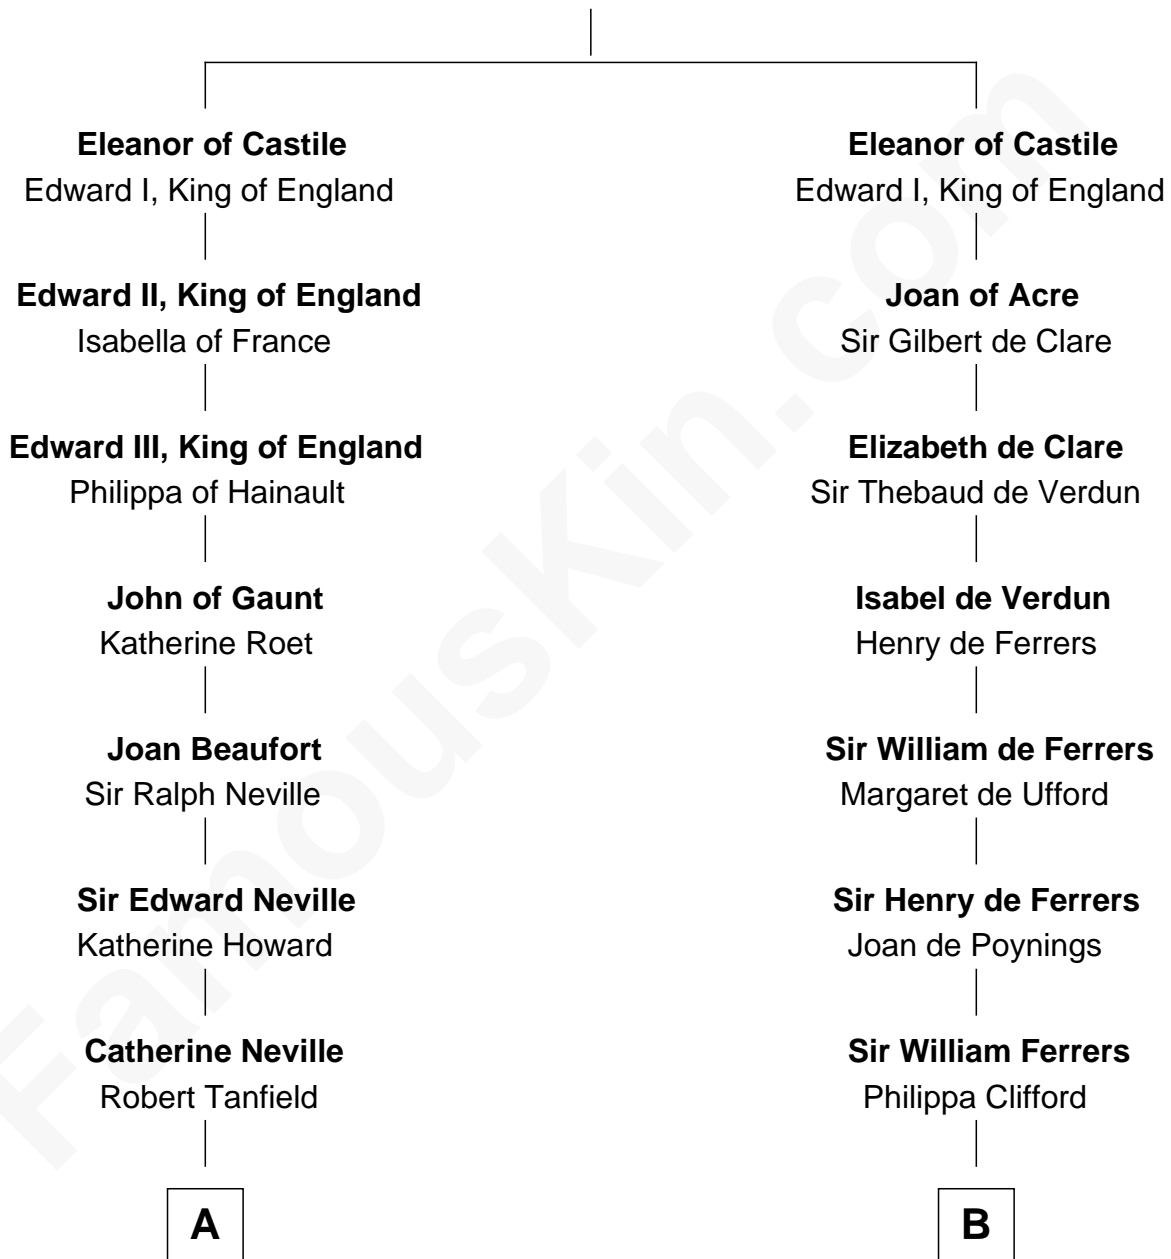 Eleanor of Castile
Edward I, King of England
Edward II, King of England
Isabella of France
Edward III, King of England
Philippa of Hainault
John of Gaunt
Katherine Roet
Joan Beaufort
Sir Ralph Neville
Sir Edward Neville
Katherine Howard
Catherine Neville
Robert Tanfield
A
Eleanor of Castile
Edward I, King of England
Joan of Acre
Sir Gilbert de Clare
Elizabeth de Clare
Sir Thebaud de Verdun
Isabel de Verdun
Henry de Ferrers
Sir William de Ferrers
Margaret de Ufford
Sir Henry de Ferrers
Joan de Poynings
Sir William Ferrers
Philippa Clifford
B
FamousKin.com